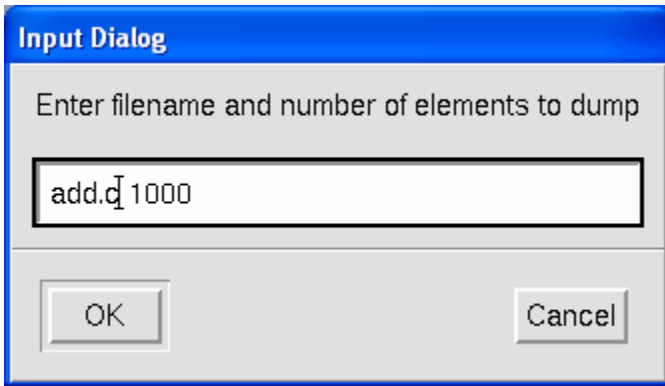 Input Dialog
Enter filename and number of elements to dump
add.c 1000
OK Cancel